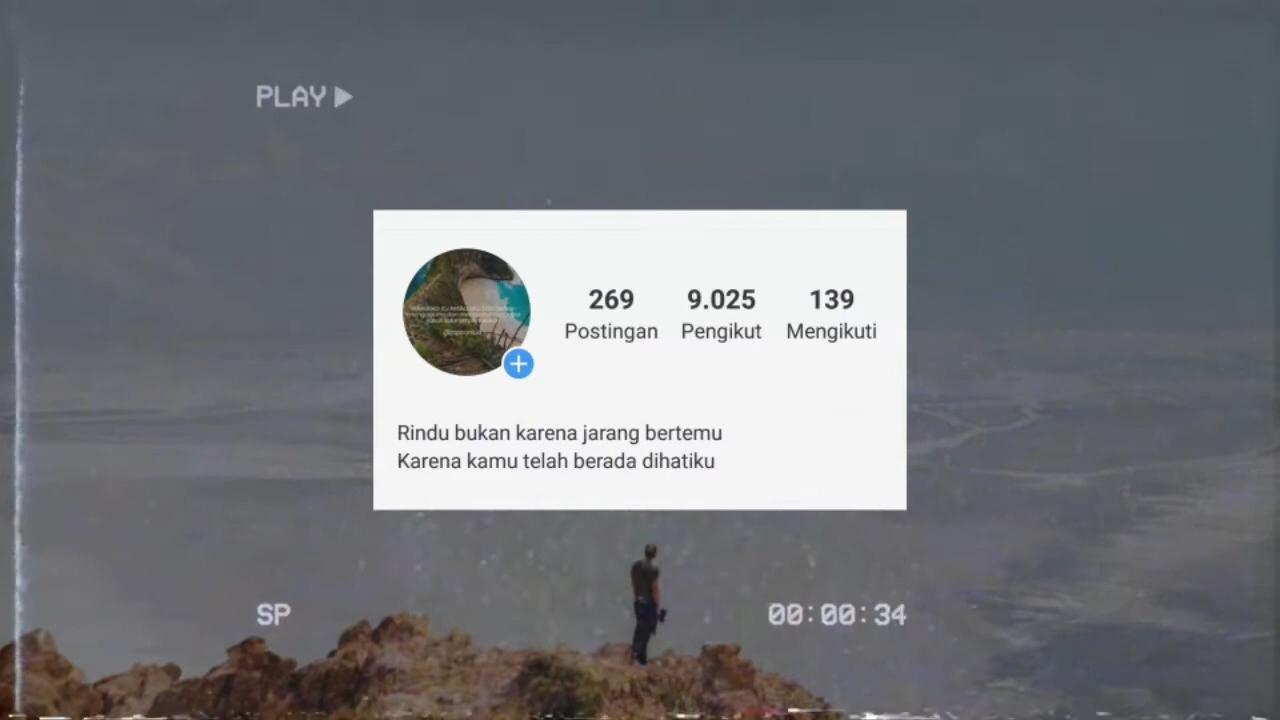 PLAY
269 9.025 139
Postingan Pengikut Mengikuti
Rindu bukan karena jarang bertemu
Karena kamu telah berada dihatiku
SP 00:00:34